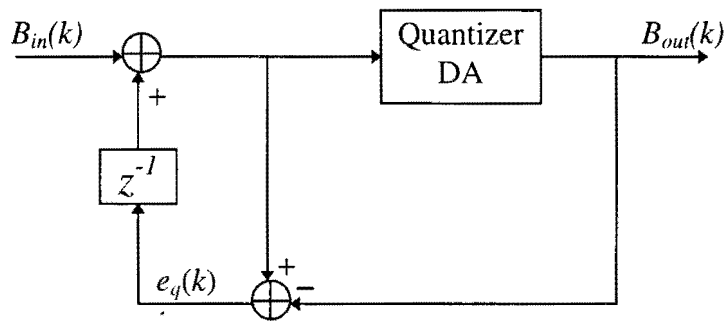 B_in(k)
Quantizer
DA
B_out(k)
+
z^-1
e_q(k)
+
−